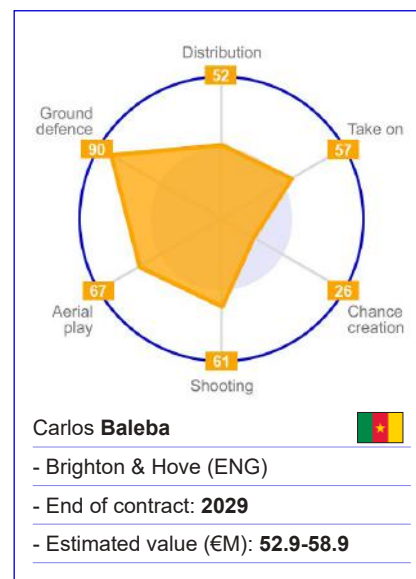 Distribution
52
Ground
defence
90
Take on
57
67
Aerial
play
26
Chance
creation
61
Shooting
Carlos Baleba
- Brighton & Hove (ENG)
- End of contract: 2029
- Estimated value (€M): 52.9-58.9